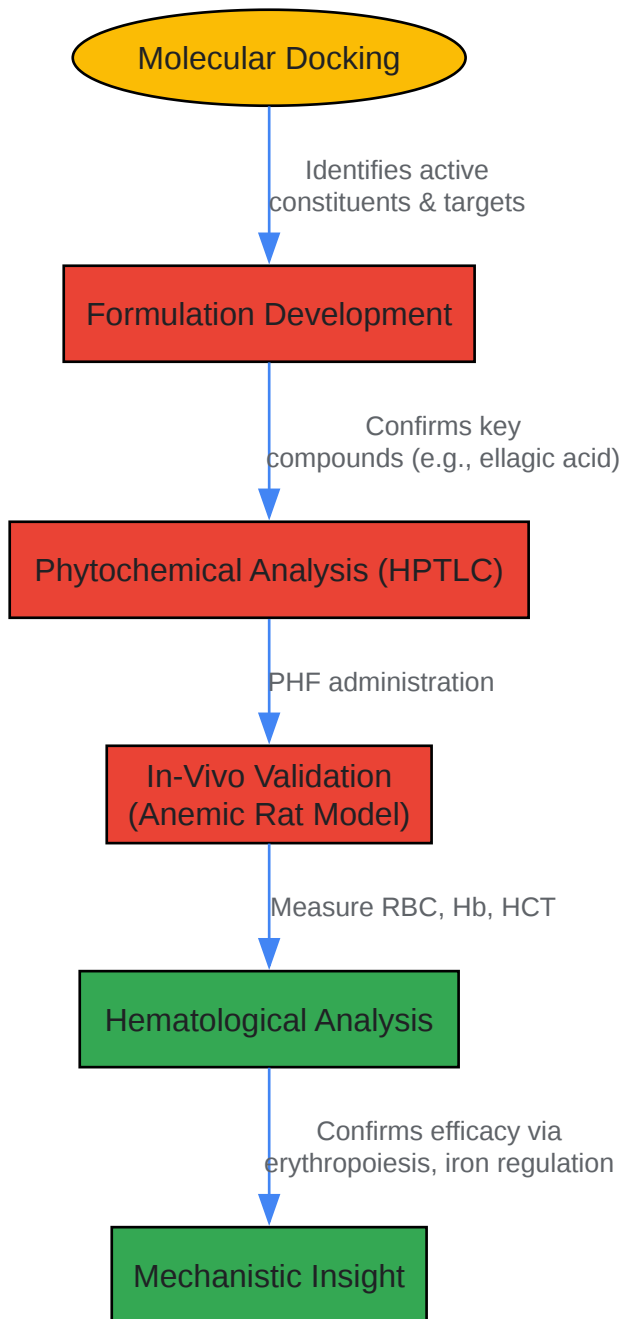 Molecular Docking
Identifies active
constituents & targets
Formulation Development
Confirms key
compounds (e.g., ellagic acid)
Phytochemical Analysis (HPTLC)
PHF administration
In-Vivo Validation
(Anemic Rat Model)
Measure RBC, Hb, HCT
Hematological Analysis
Confirms efficacy via
erythropoiesis, iron regulation
Mechanistic Insight